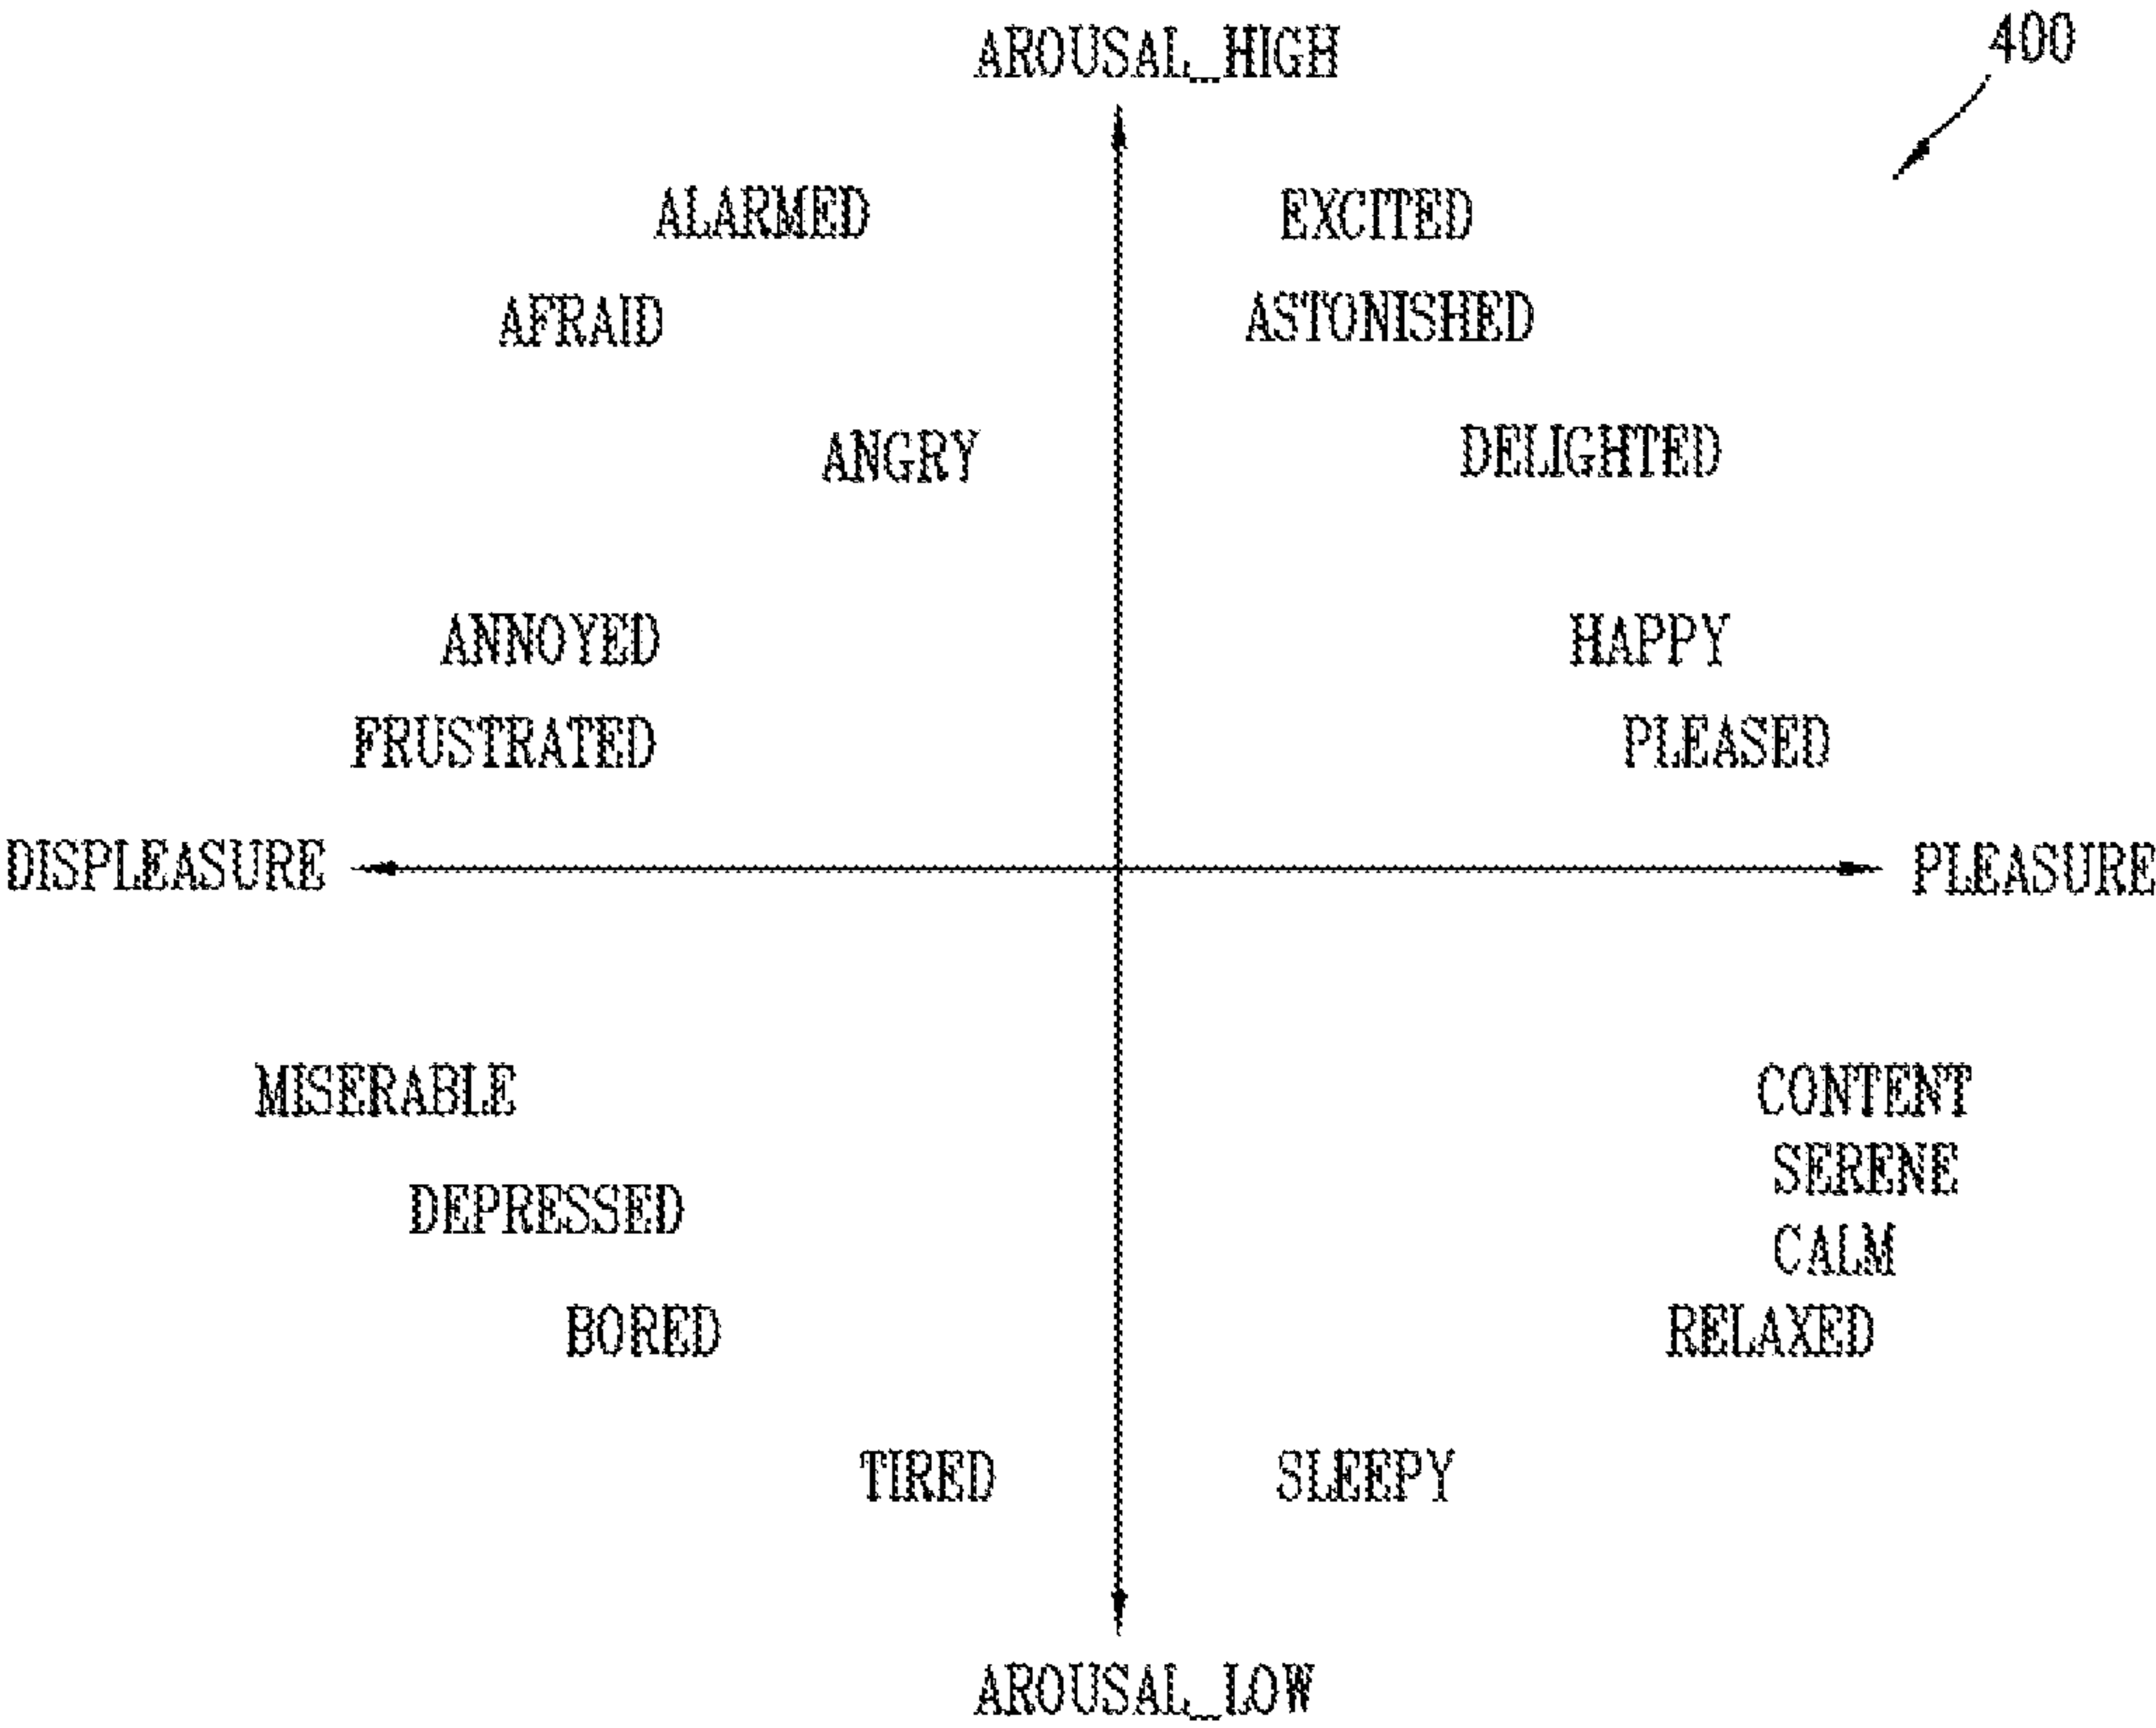 AROUSAL_HIGH
400
ALARMED
EXCITED
AFRAID
ASTONISHED
ANGRY
DELIGHTED
ANNOYED
HAPPY
FRUSTRATED
PLEASED
DISPLEASURE
PLEASURE
MISERABLE
CONTENT
SERENE
DEPRESSED
CALM
BORED
RELAXED
TIRED
SLEEPY
AROUSAL_LOW